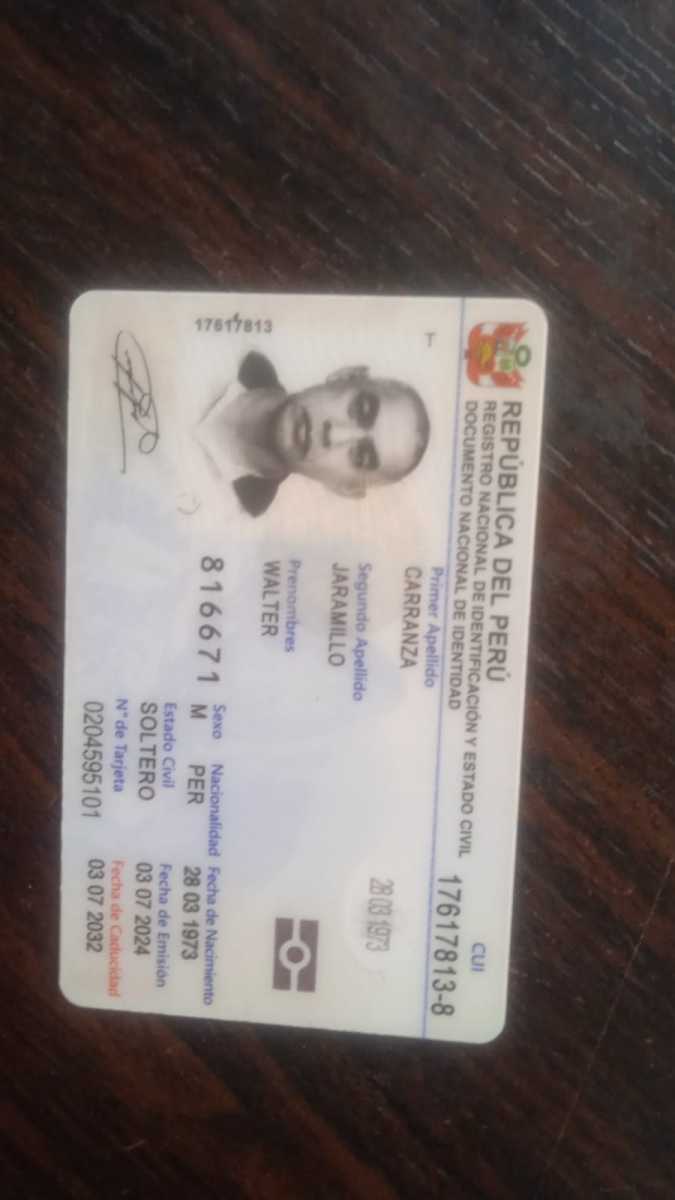 REPÚBLICA DEL PERÚ
REGISTRO NACIONAL DE IDENTIFICACIÓN Y ESTADO CIVIL
DOCUMENTO NACIONAL DE IDENTIDAD
CUI
17617813-8
T
Primer Apellido
CARRANZA
Segundo Apellido
JARAMILLO
28 03 1973
Prenombres
WALTER
17617813
816671
Sexo Nacionalidad Fecha de Nacimiento
M PER 28 03 1973
Estado Civil Fecha de Emisión
SOLTERO 03 07 2024
N° de Tarjeta Fecha de Caducidad
0204595101 03 07 2032